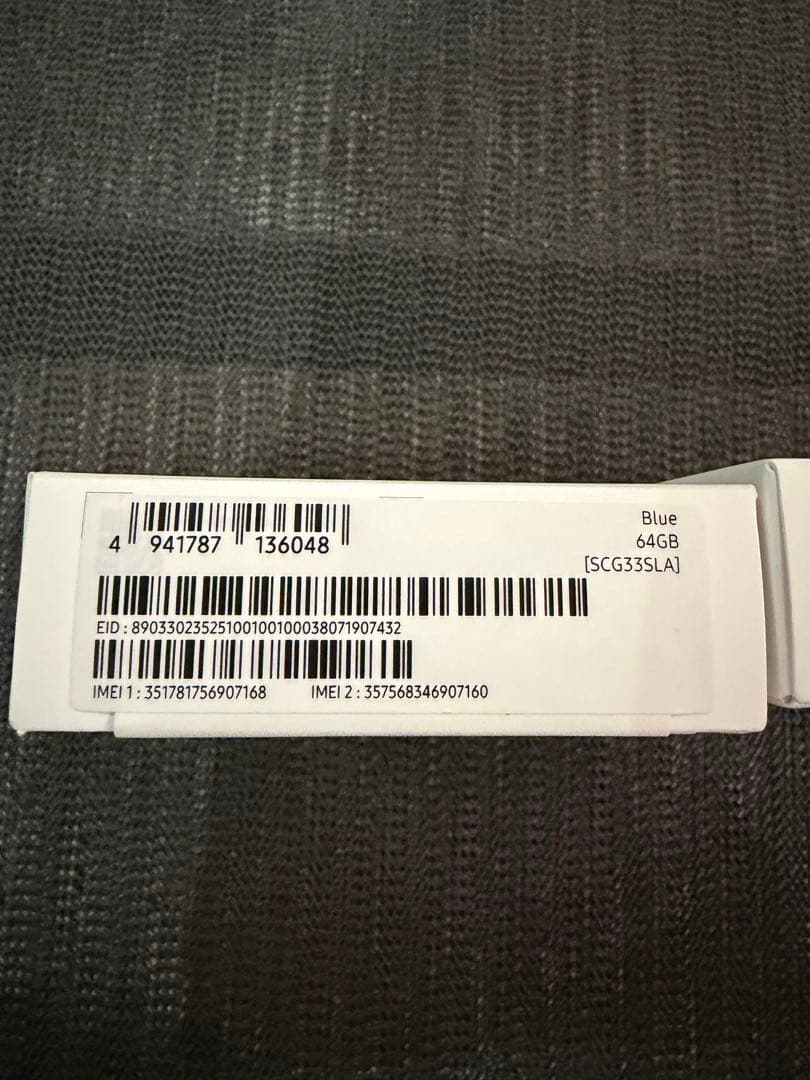 4 941787 136048
Blue
64GB
[SCG33SLA]
EID : 89033023525100100100038071907432
IMEI 1 : 351781756907168 IMEI 2 : 357568346907160